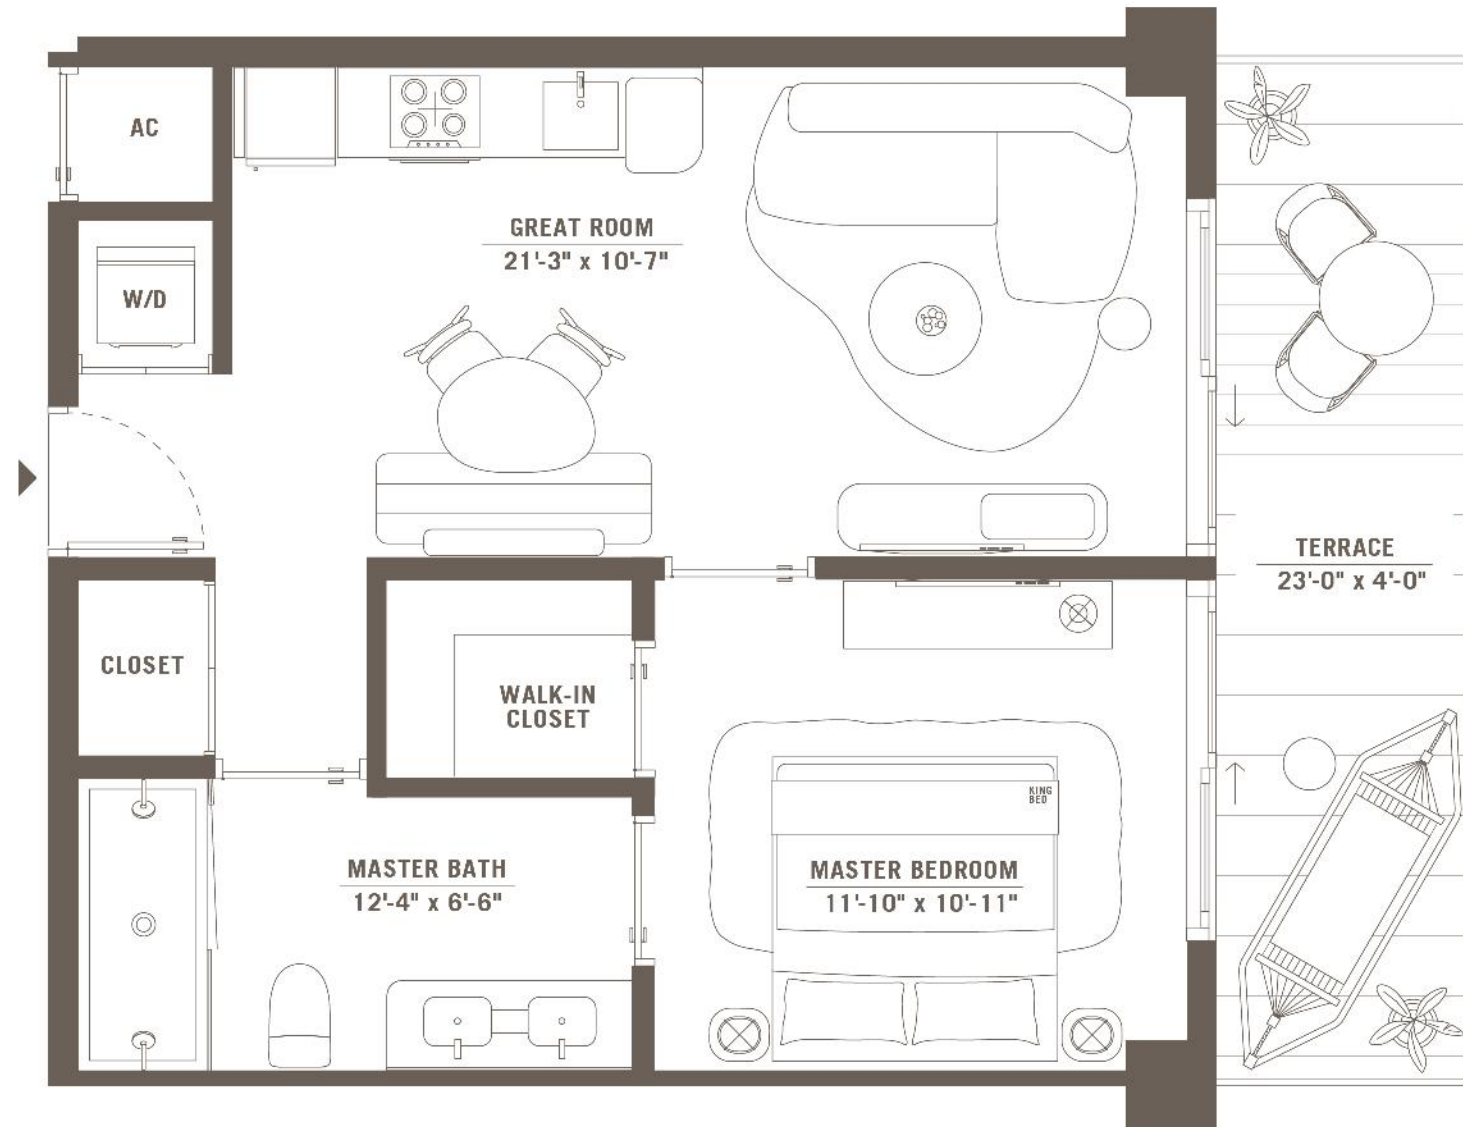 AC
GREAT ROOM
21'-3" x 10'-7"
W/D
TERRACE
23'-0" x 4'-0"
CLOSET
WALK-IN
CLOSET
KING
BED
MASTER BATH
12'-4" x 6'-6"
MASTER BEDROOM
11'-10" x 10'-11"